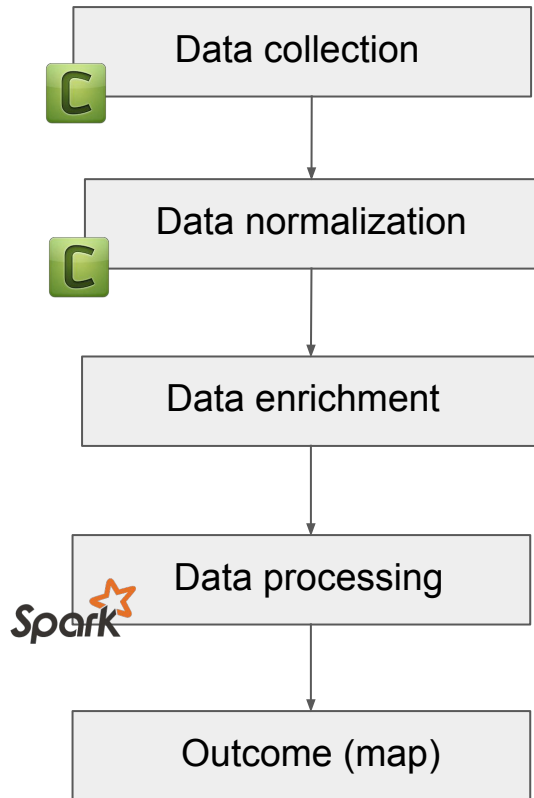 Data collection
C
Data normalization
C
Data enrichment
Data processing
Spark
Outcome (map)